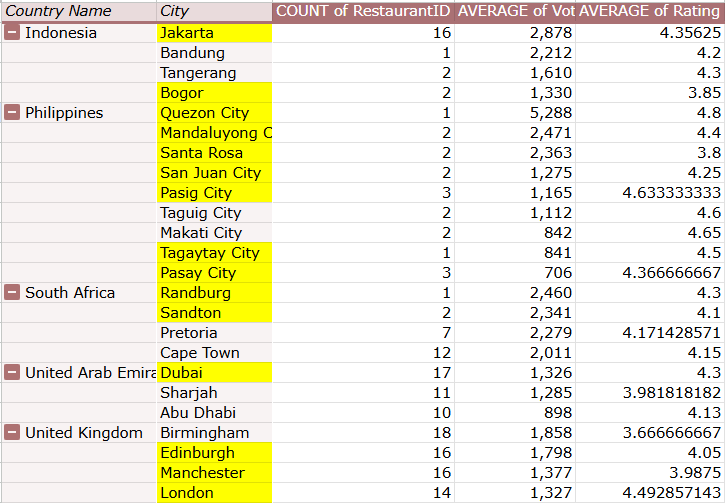 Country Name City COUNT of RestaurantID AVERAGE of Vot AVERAGE of Rating
Indonesia Jakarta 16 2,878 4.35625
Bandung 1 2,212 4.2
Tangerang 2 1,610 4.3
Bogor 2 1,330 3.85
Philippines Quezon City 1 5,288 4.8
Mandaluyong C 2 2,471 4.4
Santa Rosa 2 2,363 3.8
San Juan City 2 1,275 4.25
Pasig City 3 1,165 4.633333333
Taguig City 2 1,112 4.6
Makati City 2 842 4.65
Tagaytay City 1 841 4.5
Pasay City 3 706 4.366666667
South Africa Randburg 1 2,460 4.3
Sandton 2 2,341 4.1
Pretoria 7 2,279 4.171428571
Cape Town 12 2,011 4.15
United Arab Emira Dubai 17 1,326 4.3
Sharjah 11 1,285 3.981818182
Abu Dhabi 10 898 4.13
United Kingdom Birmingham 18 1,858 3.666666667
Edinburgh 16 1,798 4.05
Manchester 16 1,377 3.9875
London 14 1,327 4.492857143